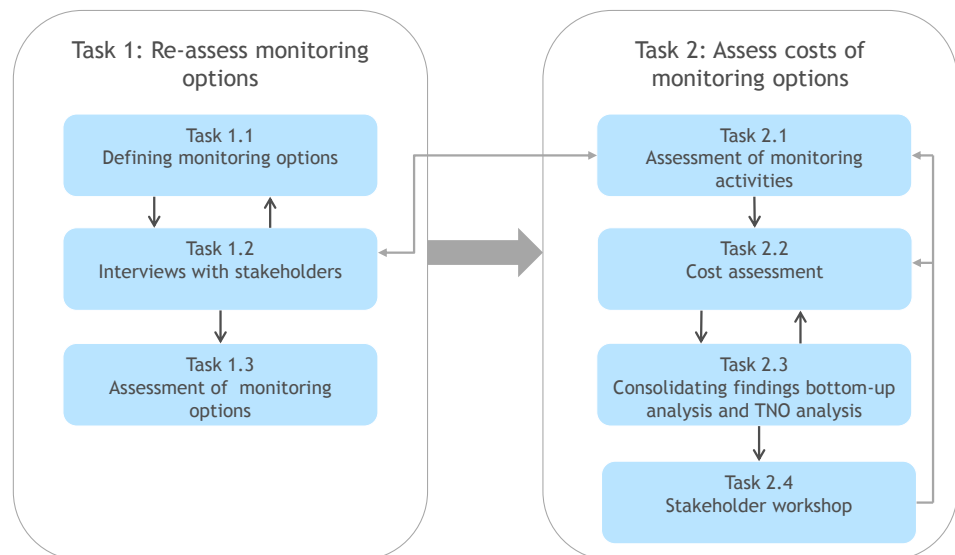 Task 1: Re-assess monitoring
options
Task 1.1
Defining monitoring options
Task 1.2
Interviews with stakeholders
Task 1.3
Assessment of  monitoring
options
Task 2: Assess costs of
monitoring options
Task 2.1
Assessment of monitoring
activities
Task 2.2
Cost assessment
Task 2.3
Consolidating findings bottom-up
analysis and TNO analysis
Task 2.4
Stakeholder workshop